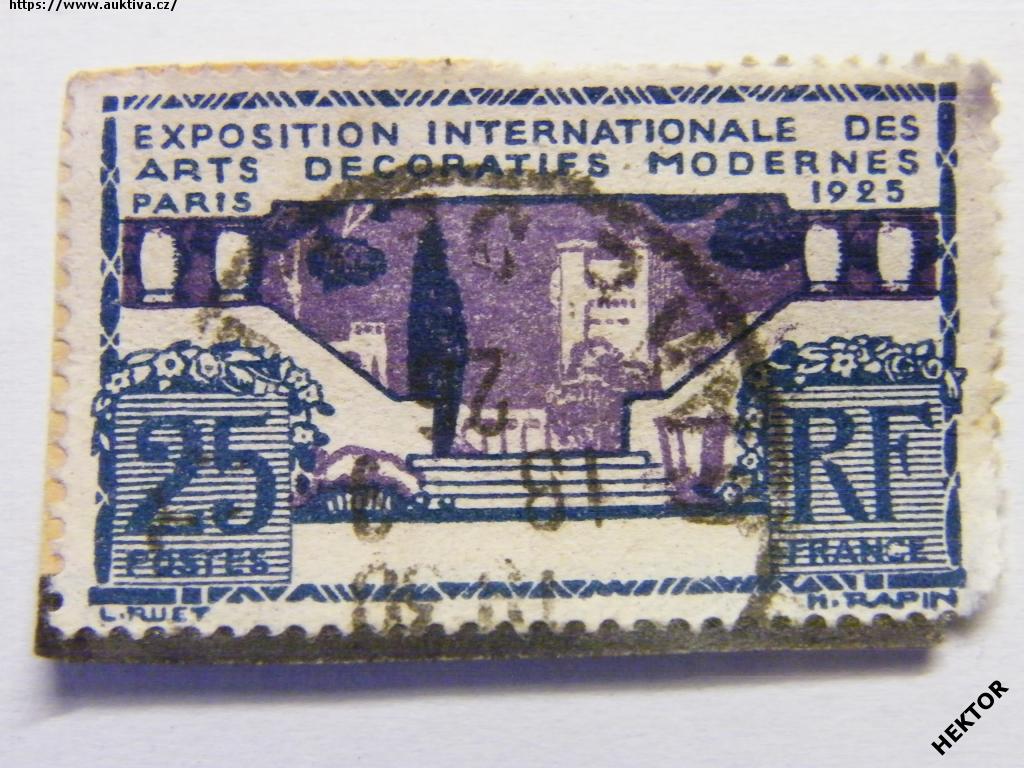 https://www.auktiva.cz/
EXPOSITION INTERNATIONALE DES
ARTS DECORATIFS MODERNES
PARIS 1925
25 RF
POSTES FRANCE
L. RUET H. RAPIN
HEKTOR